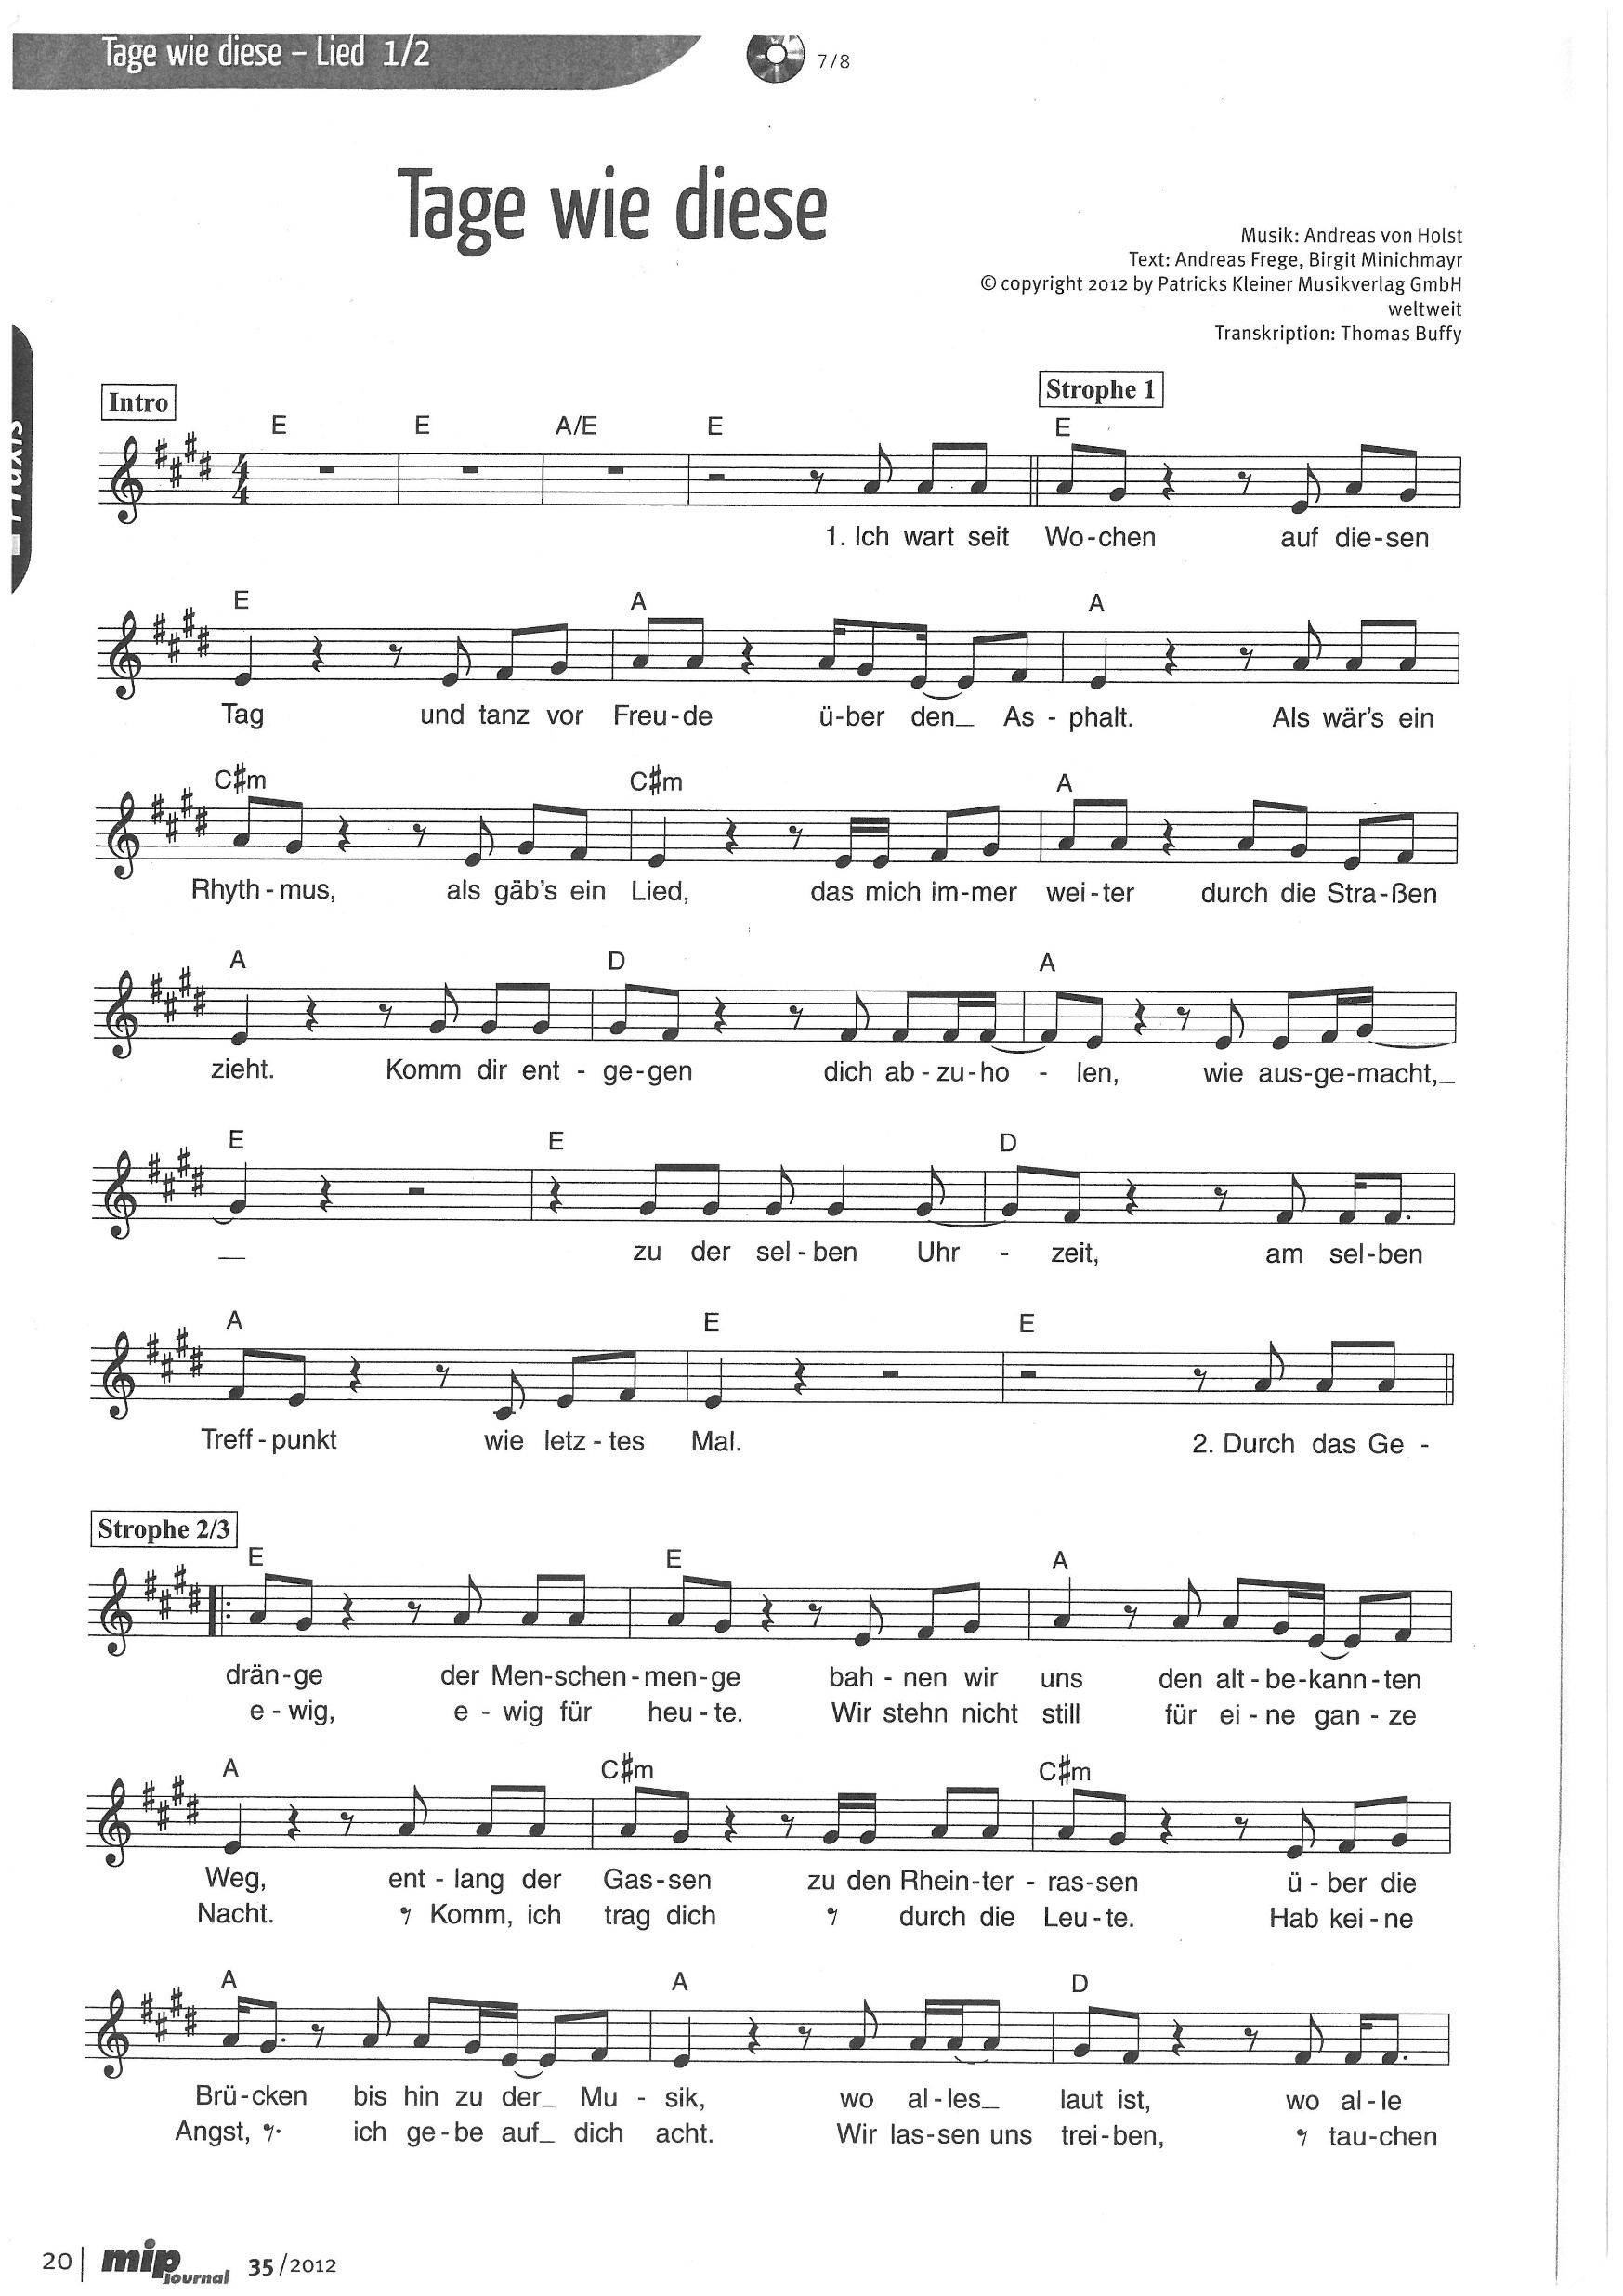 Tage wie diese – Lied 1/2
7/8
Tage wie diese
Musik: Andreas von Holst
Text: Andreas Frege, Birgit Minichmayr
© copyright 2012 by Patricks Kleiner Musikverlag GmbH
weltweit
Transkription: Thomas Buffy
Intro
Strophe 1
E E A/E E E
4/4
1. Ich wart seit Wo-chen auf die-sen
E A A
Tag und tanz vor Freu-de ü-ber den_ As - phalt. Als wär's ein
C#m C#m A
Rhyth-mus, als gäb's ein Lied, das mich im-mer wei-ter durch die Stra-ßen
A D A
zieht. Komm dir ent - ge-gen dich ab-zu-ho - len, wie aus-ge-macht,_
E E D
_ zu der sel-ben Uhr - zeit, am sel-ben
A E E
Treff-punkt wie letz-tes Mal. 2. Durch das Ge -
Strophe 2/3
E E A
drän-ge der Men-schen-men-ge bah-nen wir uns den alt-be-kann-ten
e-wig, e-wig für heu-te. Wir stehn nicht still für ei-ne gan-ze
A C#m C#m
Weg, ent-lang der Gas-sen zu den Rhein-ter-ras-sen ü-ber die
Nacht. Komm, ich trag dich durch die Leu-te. Hab kei-ne
A A D
Brü-cken bis hin zu der_ Mu - sik, wo al-les_ laut ist, wo al-le
Angst, ich ge-be auf_ dich acht. Wir las-sen uns trei-ben, tau-chen
20 | mip Journal 35/2012